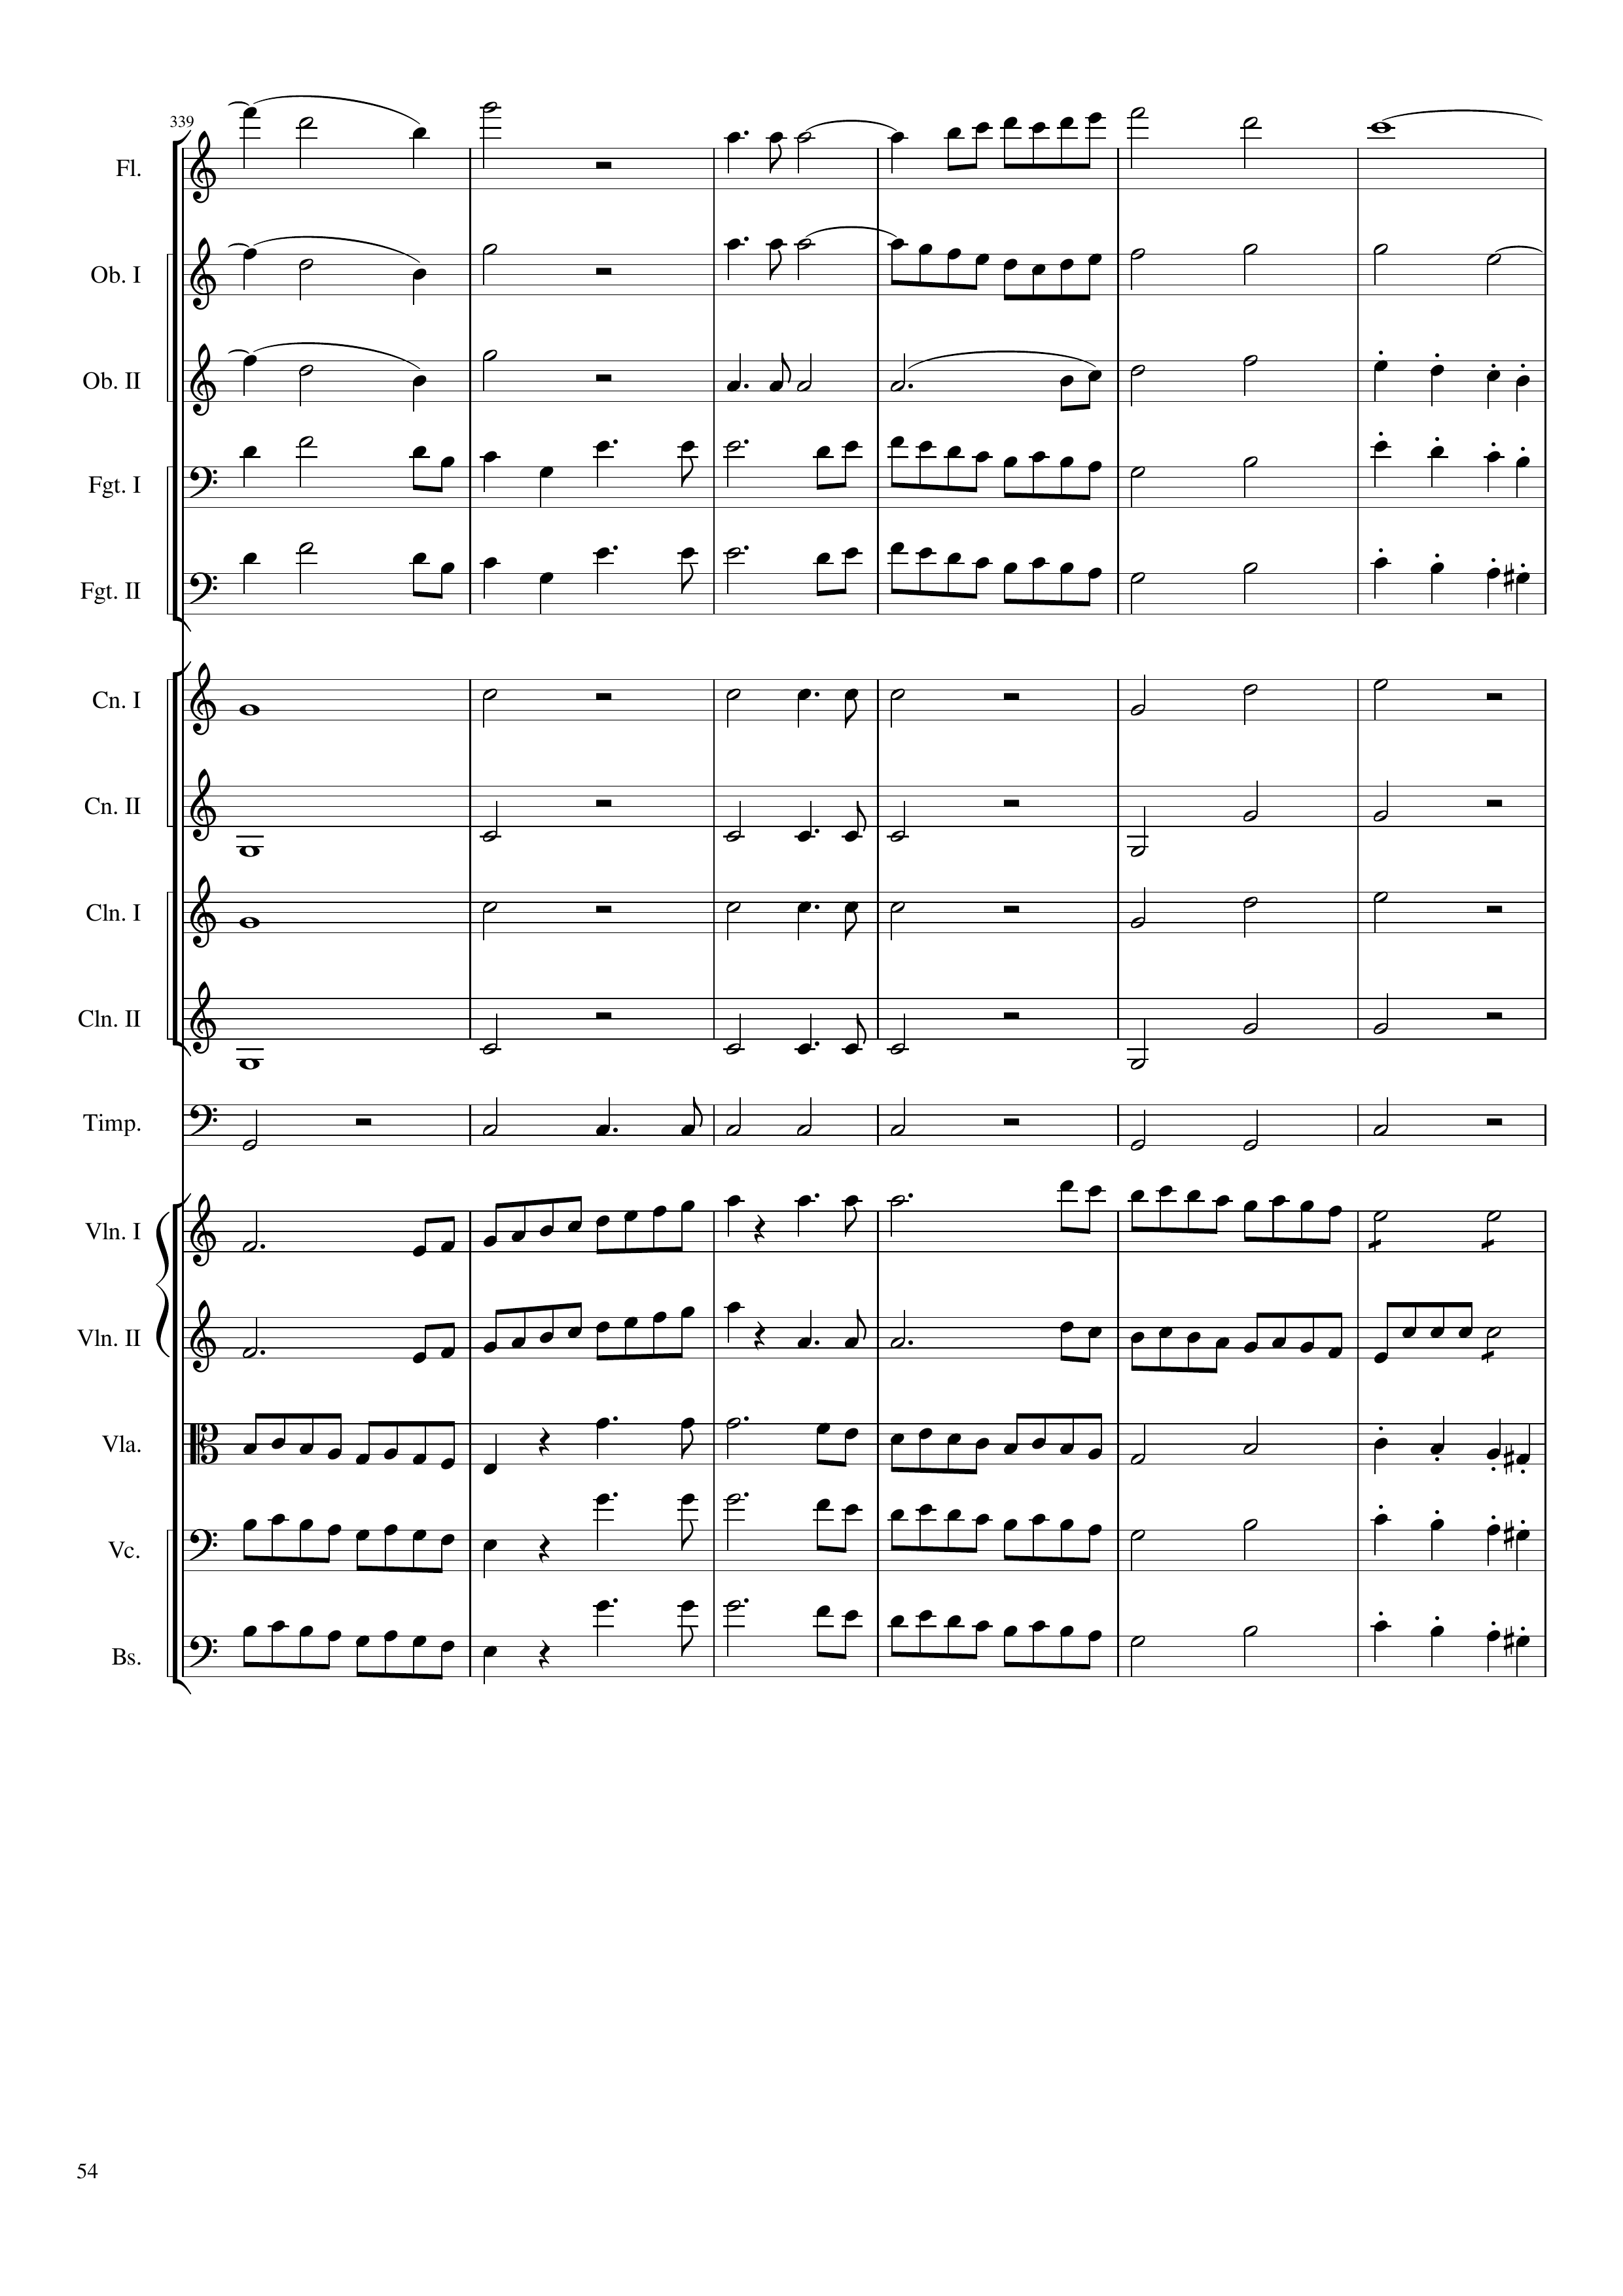 339
Fl.
Ob. I
Ob. II
Fgt. I
Fgt. II
Cn. I
Cn. II
Cln. I
Cln. II
Timp.
Vln. I
Vln. II
Vla.
Vc.
Bs.
54